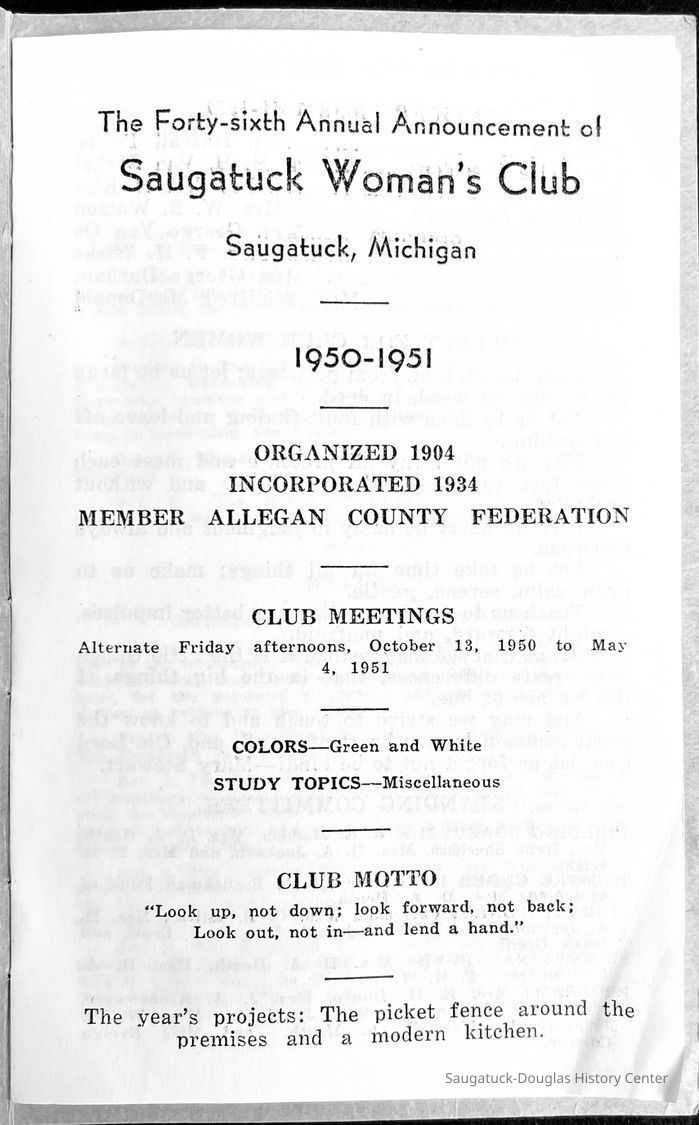 The Forty-sixth Annual Announcement of
Saugatuck Woman's Club
Saugatuck, Michigan
1950-1951
ORGANIZED 1904
INCORPORATED 1934
MEMBER ALLEGAN COUNTY FEDERATION
CLUB MEETINGS
Alternate Friday afternoons, October 13, 1950 to May
4, 1951
COLORS—Green and White
STUDY TOPICS—Miscellaneous
CLUB MOTTO
“Look up, not down; look forward, not back;
Look out, not in—and lend a hand.”
The year's projects: The picket fence around the
premises and a modern kitchen.
Saugatuck-Douglas History Center